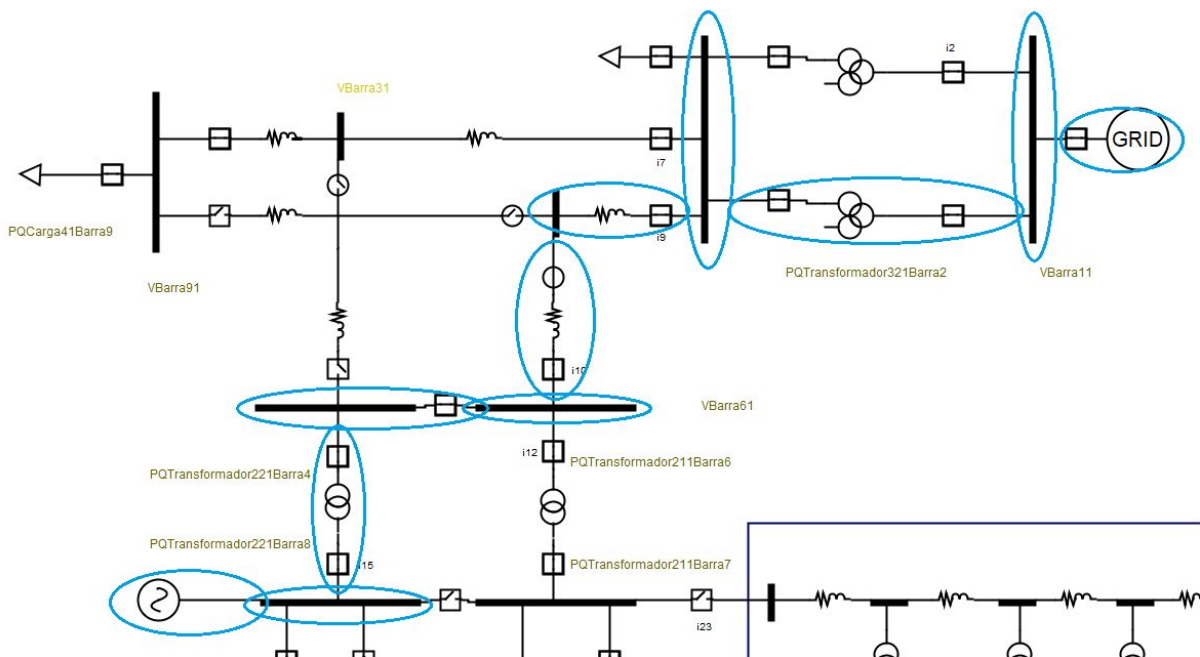 i2
VBarra31
GRID
i7
PQCarga41Barra9
i9
PQTransformador321Barra2
VBarra11
VBarra91
i10
VBarra61
i12
PQTransformador211Barra6
PQTransformador221Barra4
PQTransformador221Barra8
i15
PQTransformador211Barra7
i23